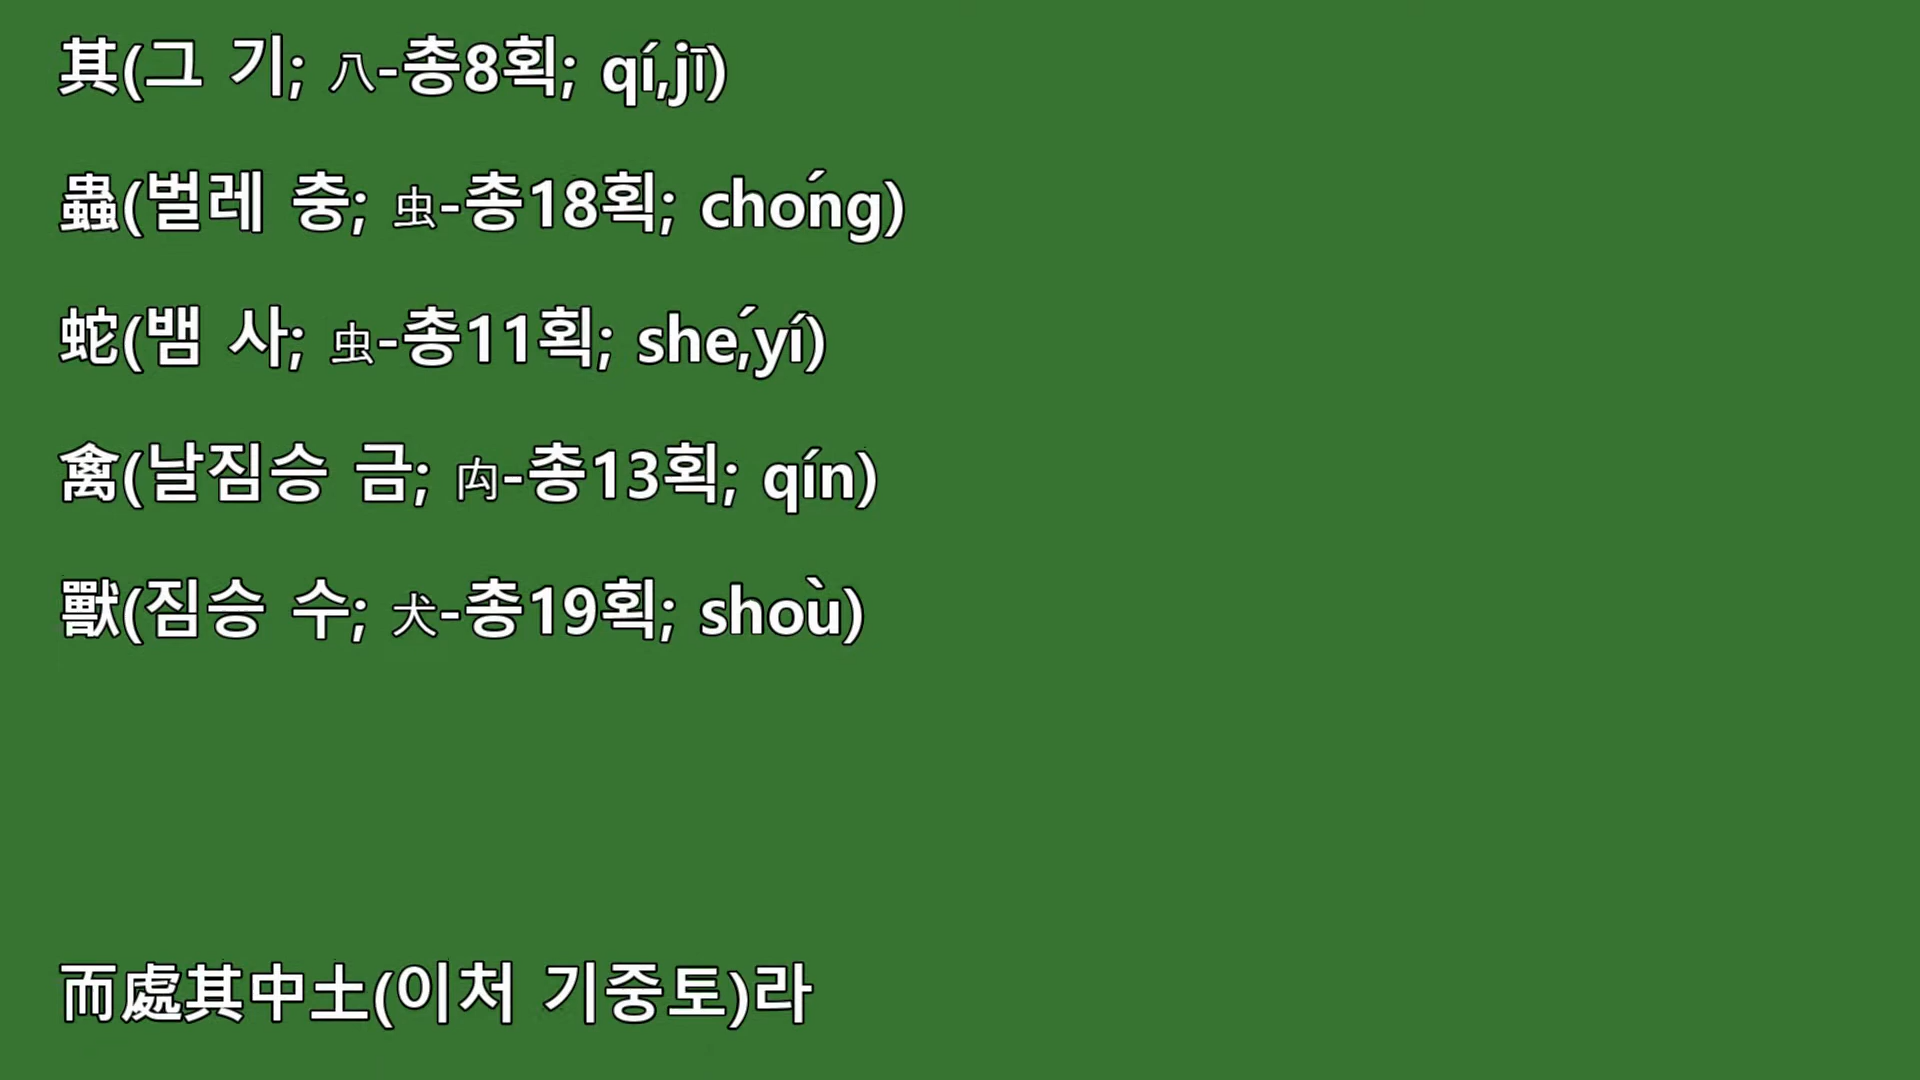 其(그 기; 八-총8획; qí,jī)
蟲(벌레 충; 虫-총18획; chóng)
蛇(뱀 사; 虫-총11획; shé,yí)
禽(날짐승 금; 禸-총13획; qín)
獸(짐승 수; 犬-총19획; shoù)
而處其中土(이처 기중토)라